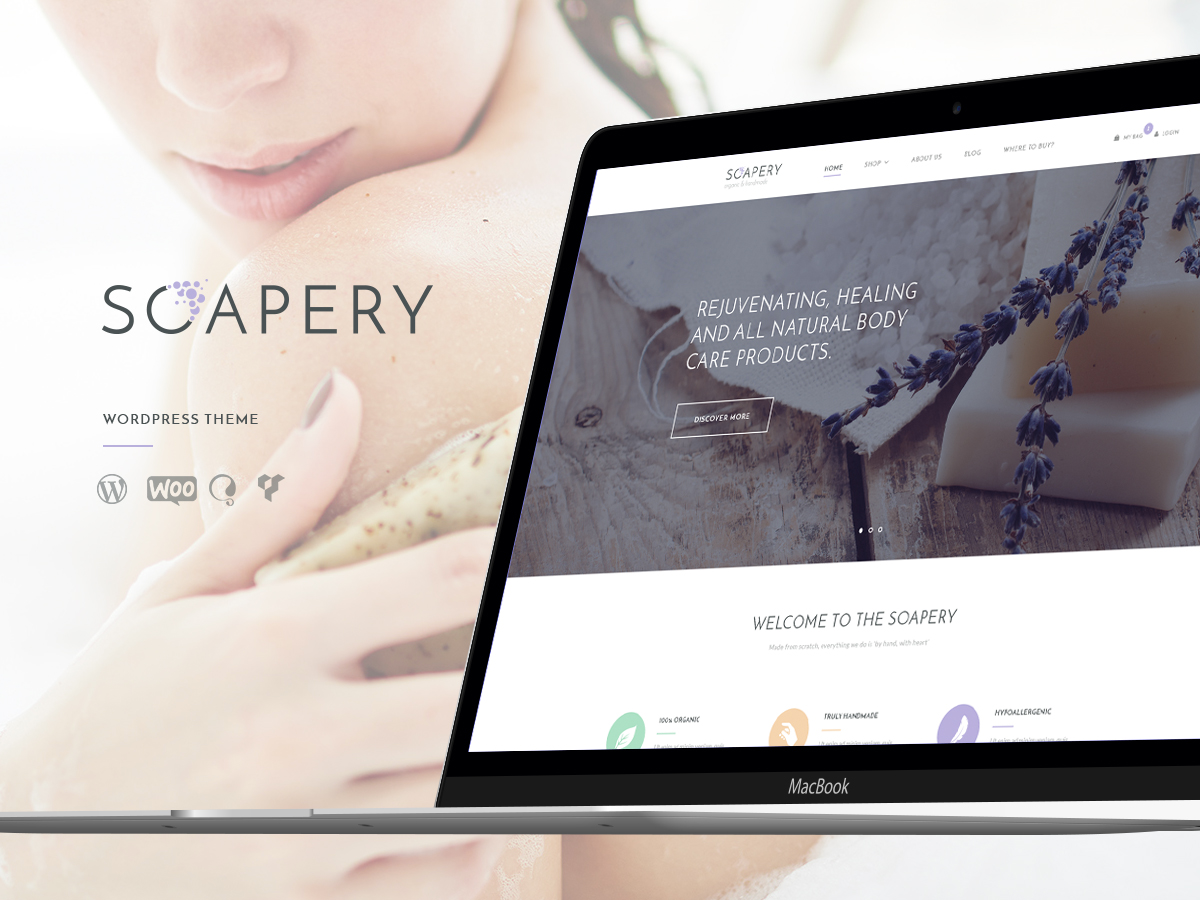 SOAPERY
WORDPRESS THEME
WOO
SOAPERY
organic & handmade
HOME
SHOP
ABOUT US
BLOG
WHERE TO BUY?
MY BAG
LOGIN
REJUVENATING, HEALING
AND ALL NATURAL BODY
CARE PRODUCTS.
DISCOVER MORE
WELCOME TO THE SOAPERY
Made from scratch, everything we do is 'by hand, with heart'
100% ORGANIC
TRULY HANDMADE
HYPOALLERGENIC
MacBook